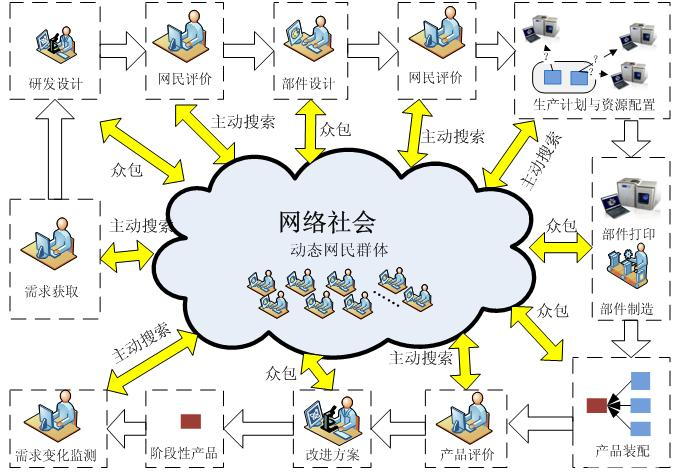 研发设计
网民评价
部件设计
网民评价
?
?
?
生产计划与资源配置
众包
主动搜索
众包
主动搜索
主动搜索
需求获取
主动搜索
网络社会
动态网民群体
......
众包
部件打印
部件制造
主动搜索
众包
主动搜索
众包
需求变化监测
阶段性产品
改进方案
产品评价
产品装配